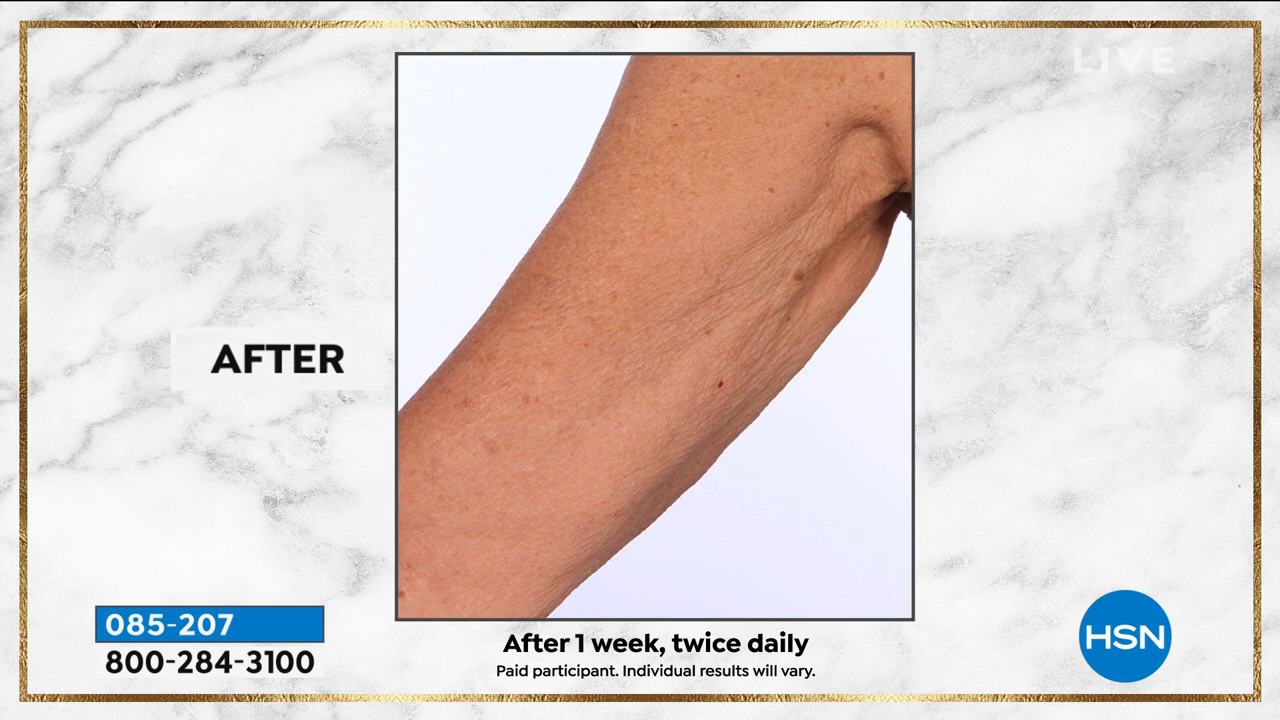 LIVE
AFTER
085-207
800-284-3100
After 1 week, twice daily
Paid participant. Individual results will vary.
HSN